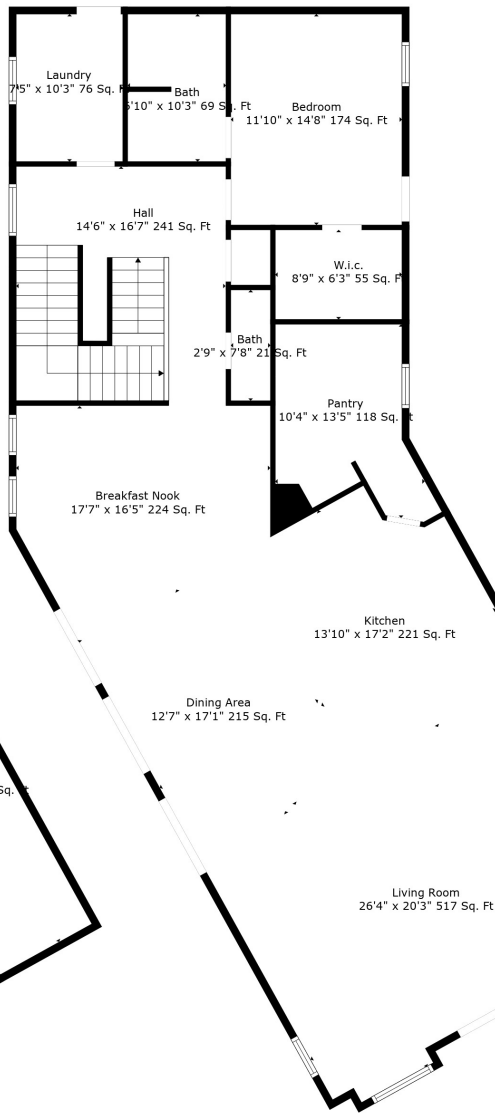 Laundry
7'5" x 10'3" 76 Sq. Ft
Bath
5'10" x 10'3" 69 Sq. Ft
Bedroom
11'10" x 14'8" 174 Sq. Ft
Hall
14'6" x 16'7" 241 Sq. Ft
W.i.c.
8'9" x 6'3" 55 Sq. Ft
Bath
2'9" x 7'8" 21 Sq. Ft
Pantry
10'4" x 13'5" 118 Sq. Ft
Breakfast Nook
17'7" x 16'5" 224 Sq. Ft
Kitchen
13'10" x 17'2" 221 Sq. Ft
Dining Area
12'7" x 17'1" 215 Sq. Ft
Sq. Ft
Living Room
26'4" x 20'3" 517 Sq. Ft